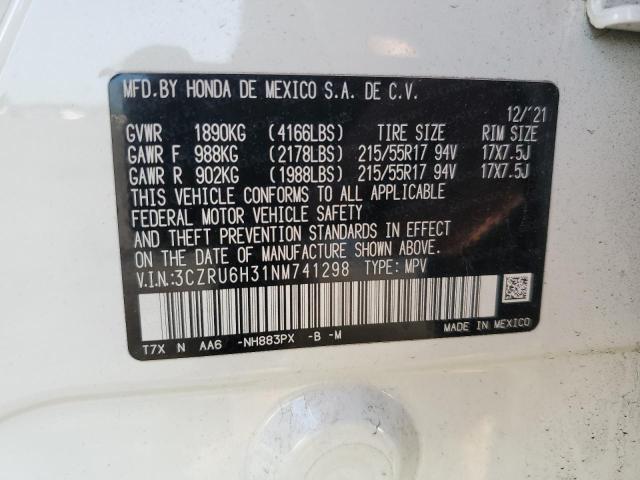 MFD.BY HONDA DE MEXICO S.A. DE C.V.
12/'21
GVWR 1890KG (4166LBS) TIRE SIZE RIM SIZE
GAWR F 988KG (2178LBS) 215/55R17 94V 17X7.5J
GAWR R 902KG (1988LBS) 215/55R17 94V 17X7.5J
THIS VEHICLE CONFORMS TO ALL APPLICABLE
FEDERAL MOTOR VEHICLE SAFETY
AND THEFT PREVENTION STANDARDS IN EFFECT
ON THE DATE OF MANUFACTURE SHOWN ABOVE.
V.I.N.:3CZRU6H31NM741298 TYPE: MPV
T7X N AA6 -NH883PX -B -M MADE IN MEXICO